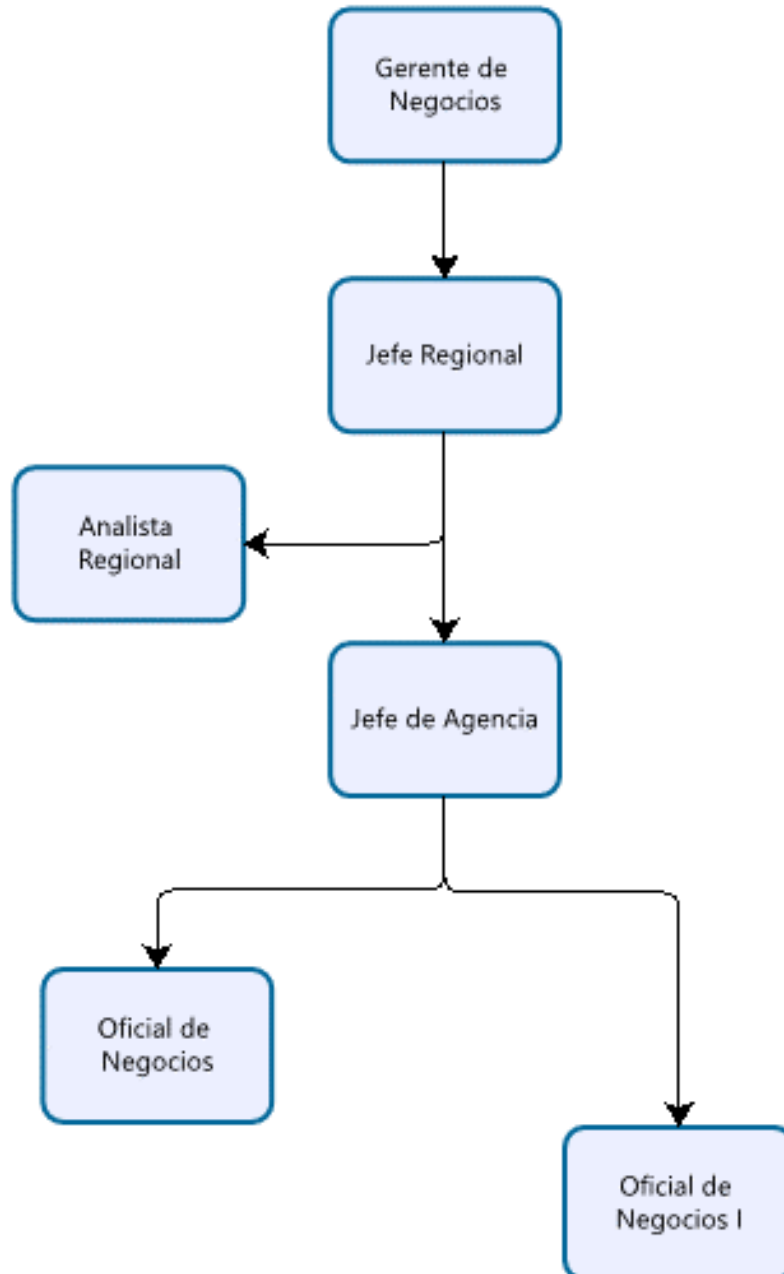 Gerente de
Negocios
Jefe Regional
Analista
Regional
Jefe de Agencia
Oficial de
Negocios
Oficial de
Negocios I